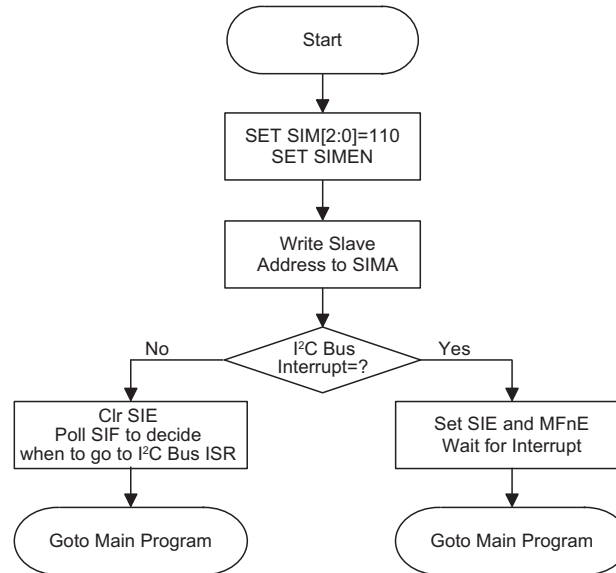 Start
SET SIM[2:0]=110
SET SIMEN
Write Slave
Address to SIMA
I²C Bus
Interrupt=?
No
Yes
Clr SIE
Poll SIF to decide
when to go to I²C Bus ISR
Set SIE and MFnE
Wait for Interrupt
Goto Main Program
Goto Main Program